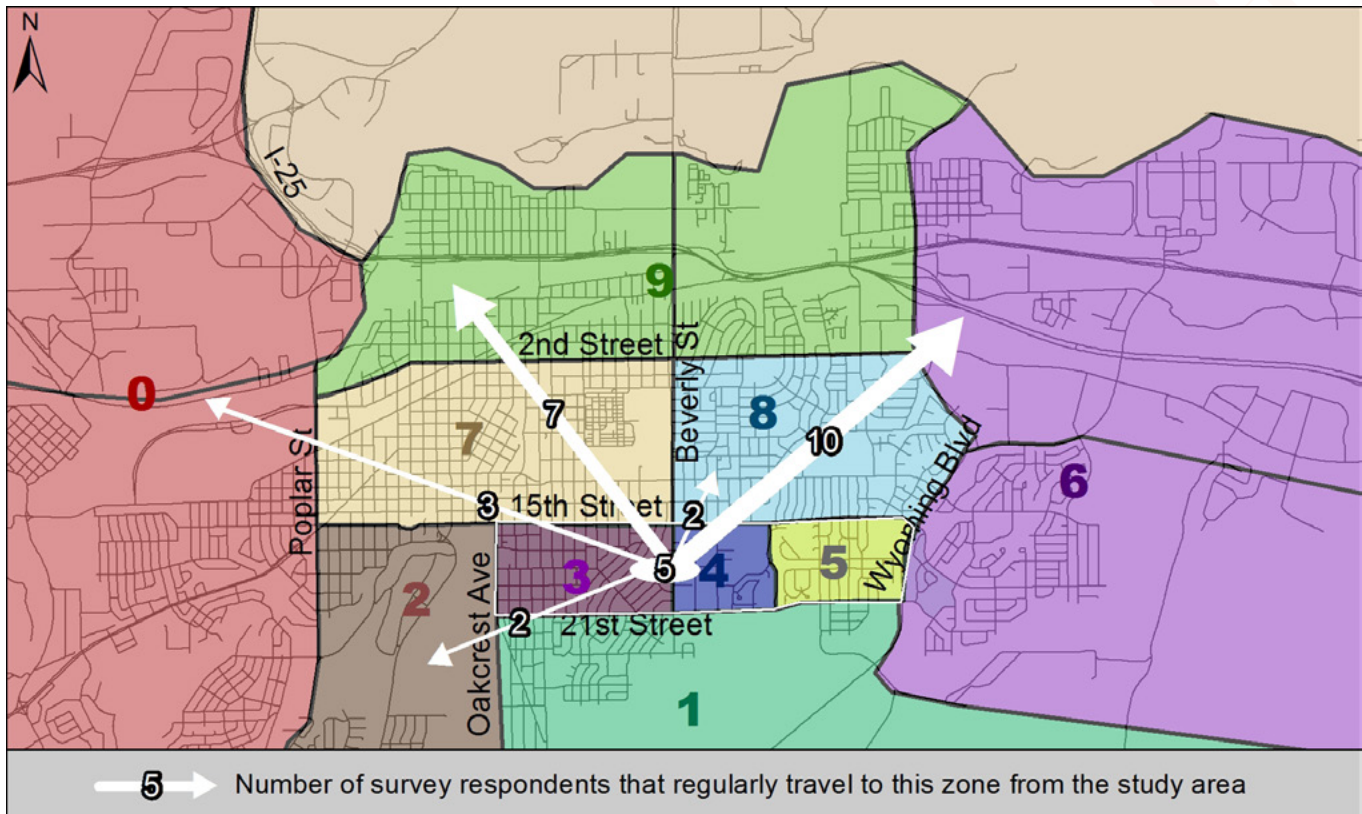 N
I-25
9
2nd Street
Beverly St
0
7
8
7
10
Poplar St
3
15th Street
2
Wyoming Blvd
6
2
Oakcrest Ave
3
5
4
5
2
21st Street
1
5 Number of survey respondents that regularly travel to this zone from the study area